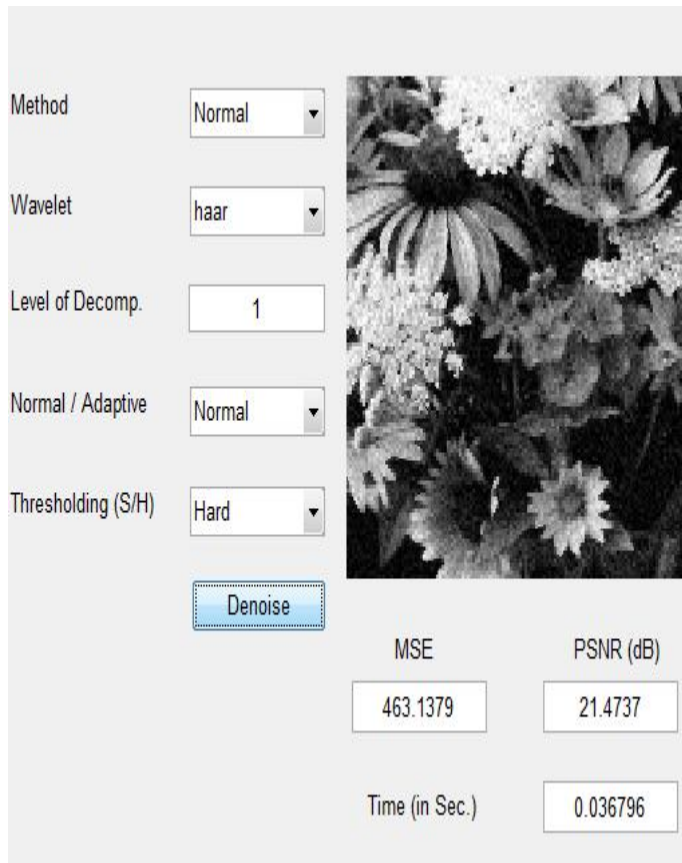 Method Normal
Wavelet haar
Level of Decomp. 1
Normal / Adaptive Normal
Thresholding (S/H) Hard
Denoise
MSE PSNR (dB)
463.1379 21.4737
Time (in Sec.) 0.036796